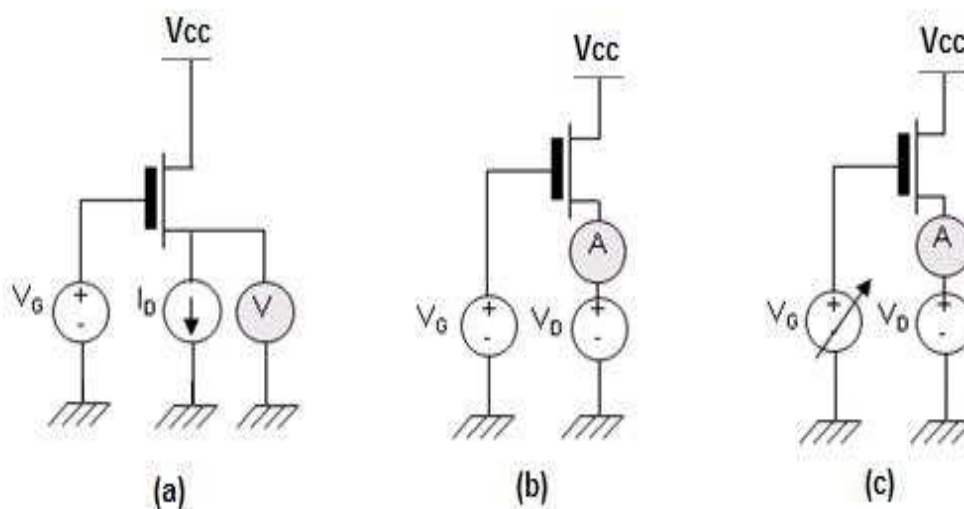 Vcc
Vcc
Vcc
V
A
A
VG
+
-
ID
V
VG
+
-
VD
+
-
VG
+
-
VD
+
-
(a)
(b)
(c)